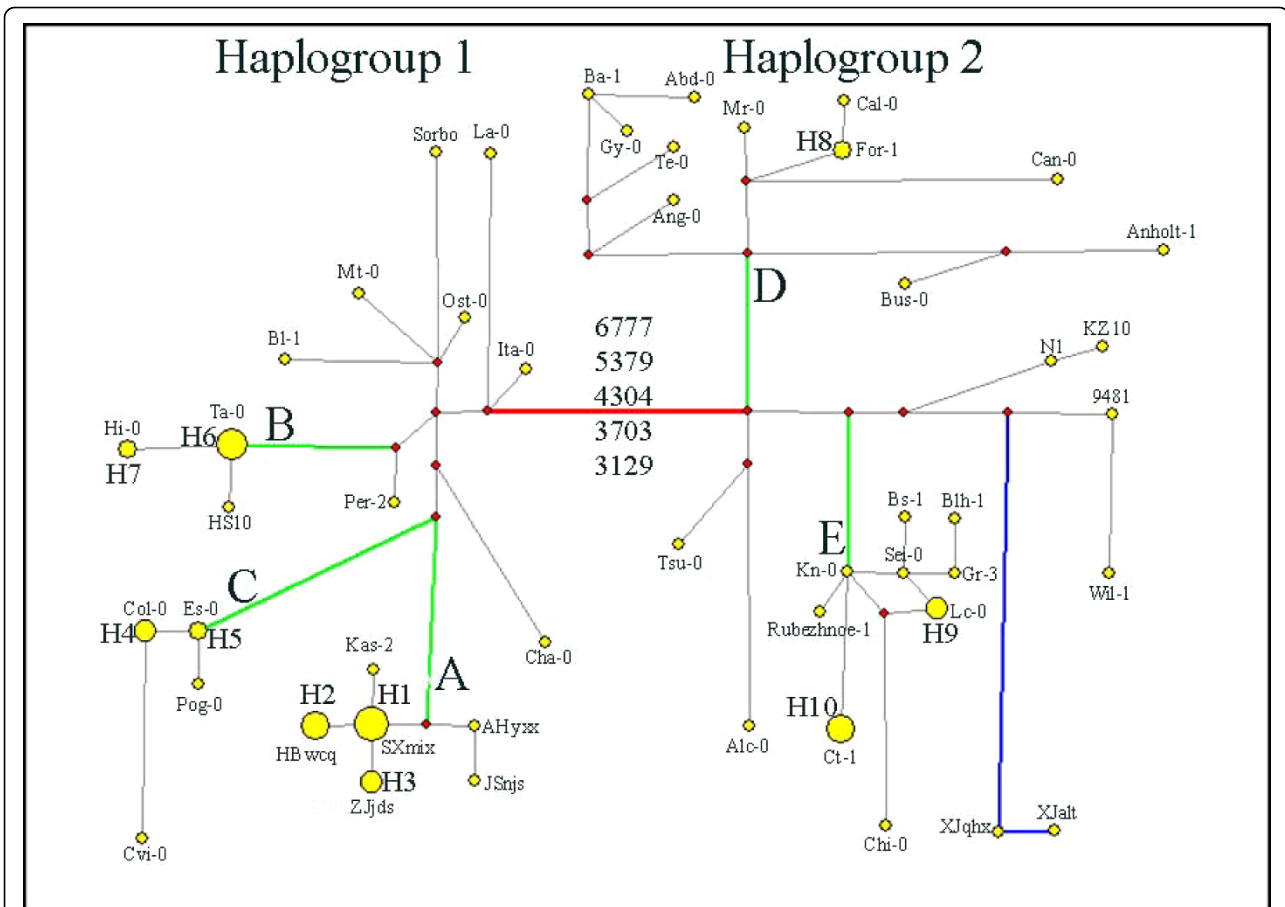 Haplogroup 1
Haplogroup 2
Ba-1
Abd-0
Gy-0
Te-0
Ang-0
Mr-0
Cal-0
H8
For-1
Can-0
Anholt-1
Bus-0
D
Sorbo
La-0
Mt-0
Ost-0
Bl-1
Ita-0
6777
5379
4304
3703
3129
KZ10
N1
9481
Ta-0
Hi-0
H6
B
H7
HS10
Per-2
Tsu-0
Bs-1
Blh-1
E
Kn-0
Sei-0
Gr-3
Wil-1
Rubezhnoe-1
Lc-0
H9
C
Col-0
Es-0
H4
H5
Pog-0
Kas-2
A
Cha-0
H2
H1
HBwcq
SXmix
AHyxx
H3
ZJjds
JSnjs
H10
Ct-1
Alc-0
Cvi-0
Chi-0
XJqhx
XJalt